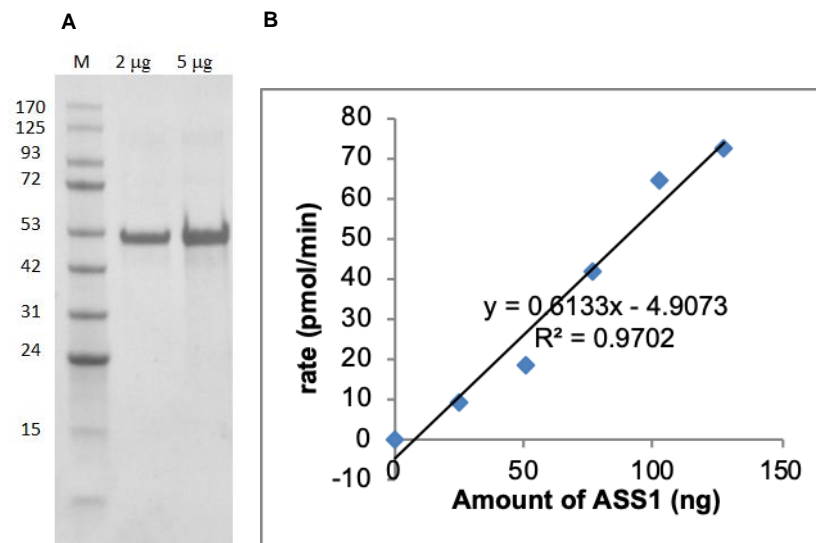 A
B
M 2 µg 5 µg
170
125
93
72
53
42
31
24
15
80
70
60
50
40
30
20
10
0
-10
rate (pmol/min)
y = 0.6133x - 4.9073
R² = 0.9702
0 50 100 150
Amount of ASS1 (ng)